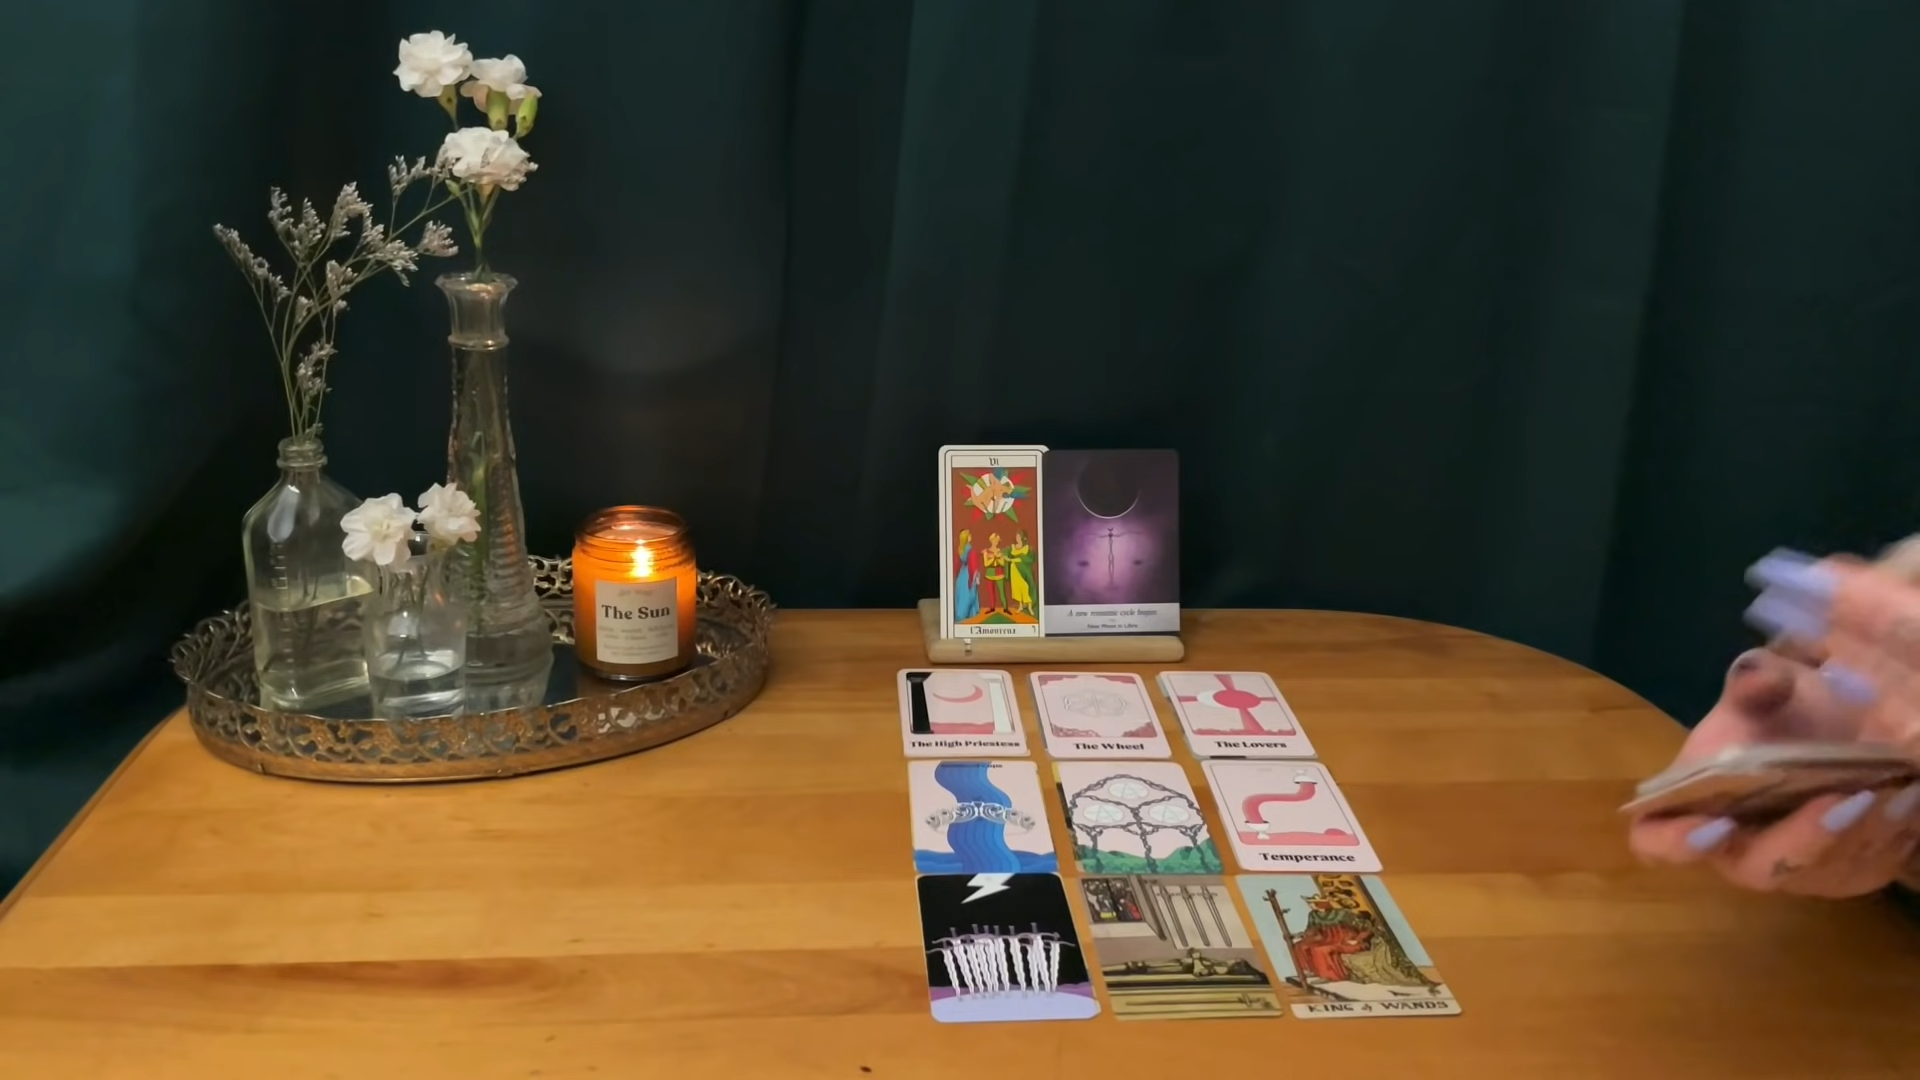 The Sun
VI
l'Amoureux
A new romantic cycle begins
New Moon in Libra
The High Priestess
The Wheel
The Lovers
Temperance
KING of WANDS